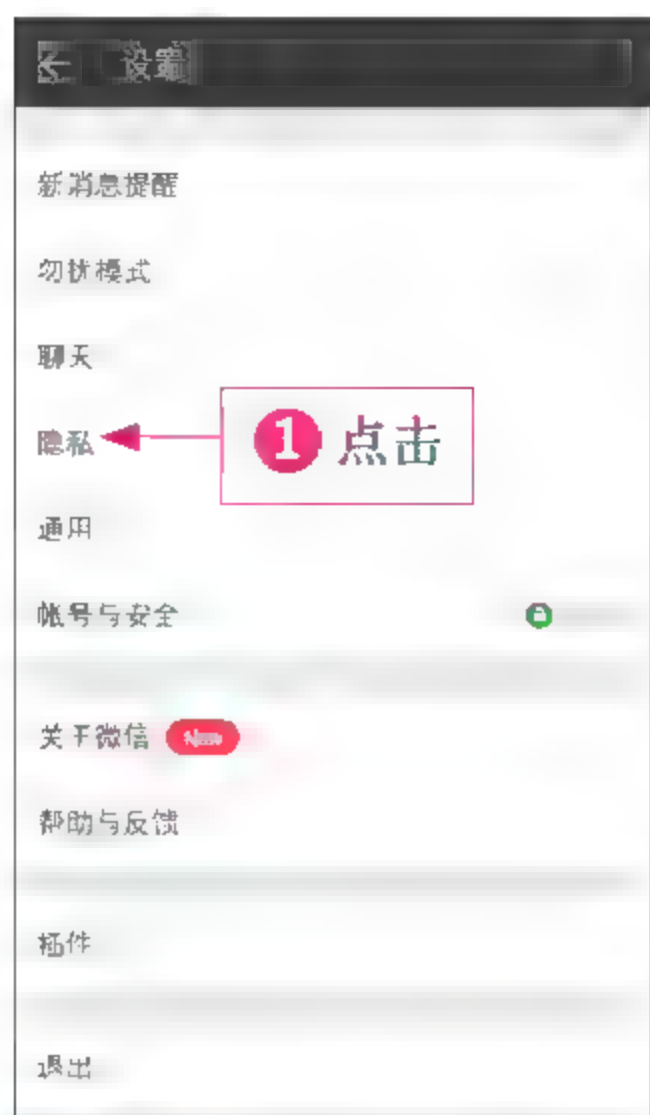 设置
新消息提醒
勿扰模式
聊天
隐私
1 点击
通用
帐号与安全
关于微信 New
帮助与反馈
插件
退出